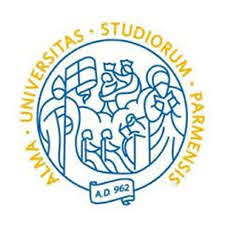 ALMA · UNIVERSITAS · STUDIORUM · PARMENSIS
A.D. 962